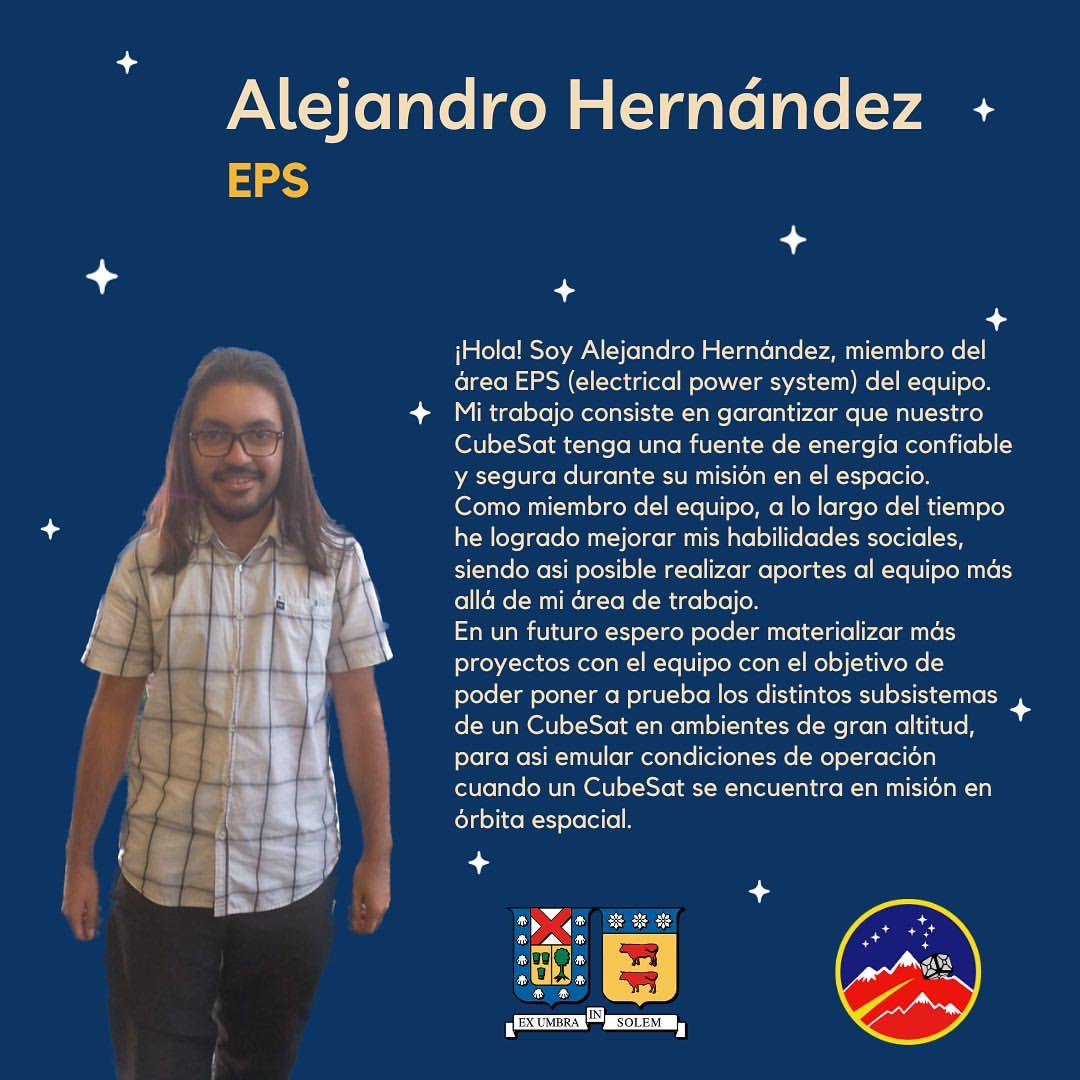 Alejandro Hernández
EPS
¡Hola! Soy Alejandro Hernández, miembro del
área EPS (electrical power system) del equipo.
Mi trabajo consiste en garantizar que nuestro
CubeSat tenga una fuente de energía confiable
y segura durante su misión en el espacio.
Como miembro del equipo, a lo largo del tiempo
he logrado mejorar mis habilidades sociales,
siendo asi posible realizar aportes al equipo más
allá de mi área de trabajo.
En un futuro espero poder materializar más
proyectos con el equipo con el objetivo de
poder poner a prueba los distintos subsistemas
de un CubeSat en ambientes de gran altitud,
para asi emular condiciones de operación
cuando un CubeSat se encuentra en misión en
órbita espacial.
EX UMBRA IN SOLEM